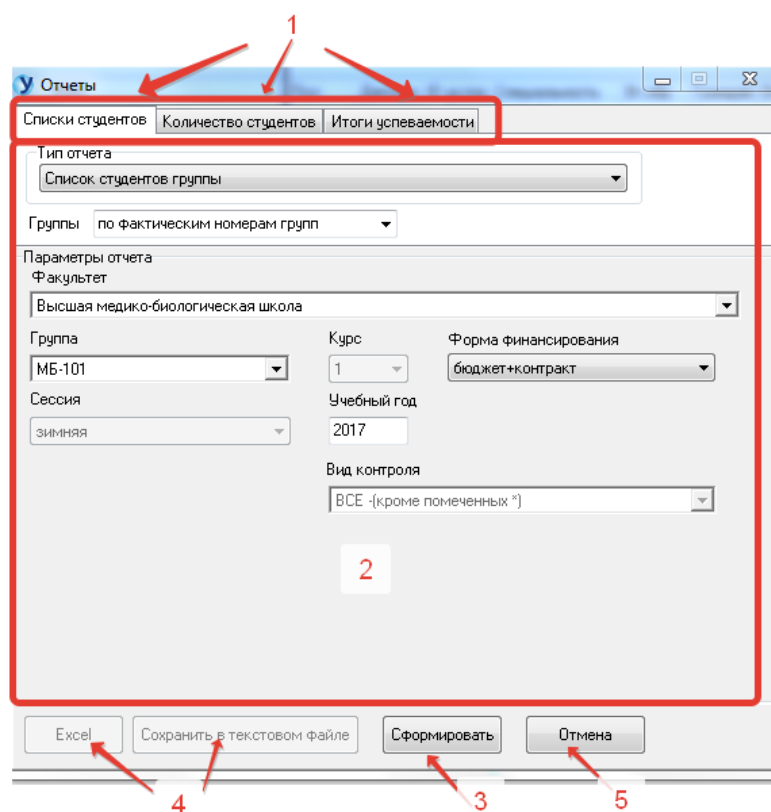 1
Отчеты
Списки студентов Количество студентов Итоги успеваемости
Тип отчета
Список студентов группы
Группы по фактическим номерам групп
Параметры отчета
Факультет
Высшая медико-биологическая школа
Группа Курс Форма финансирования
МБ-101 1 бюджет+контракт
Сессия Учебный год
зимняя 2017
Вид контроля
ВСЕ -(кроме помеченных *)
2
Excel Сохранить в текстовом файле Сформировать Отмена
4 3 5